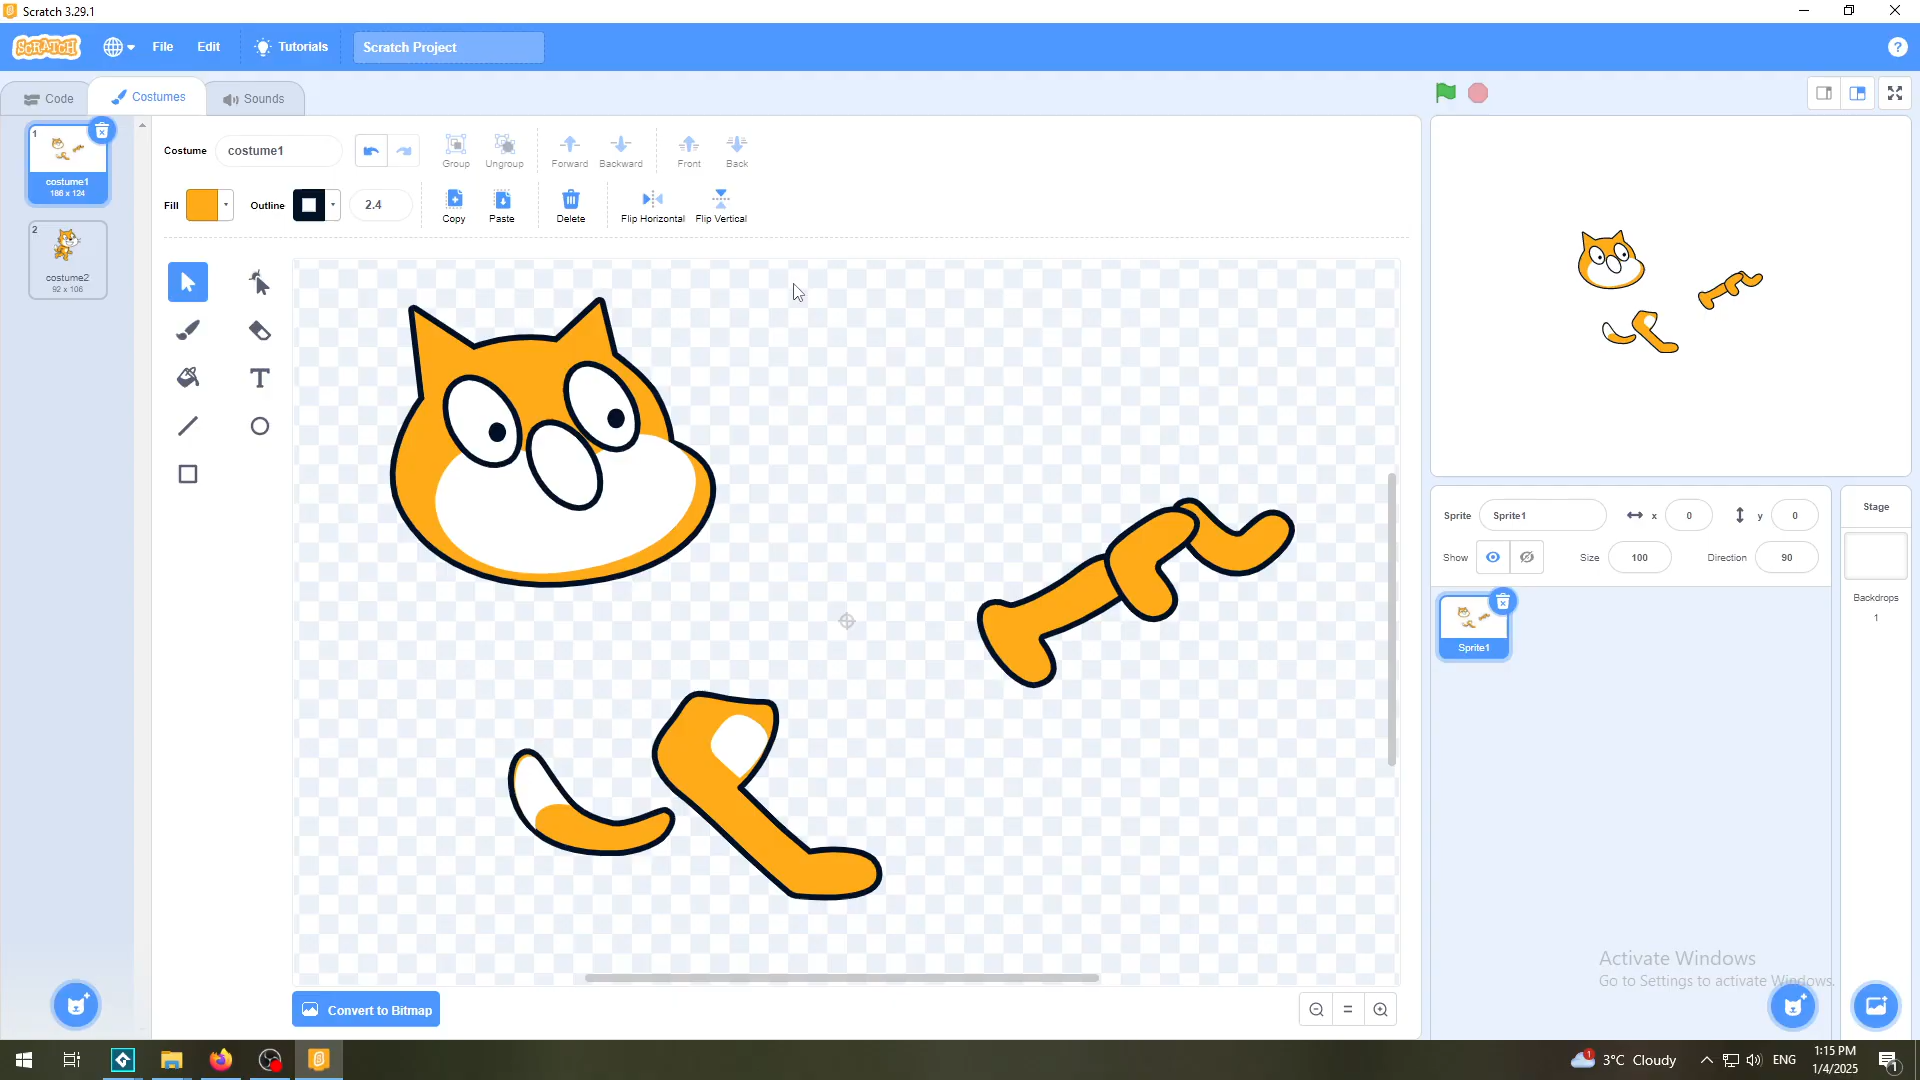 Scratch 3.29.1
SCRATCH
File
Edit
Tutorials
Scratch Project
Code
Costumes
Sounds
1
costume1
186 x 124
2
costume2
92 x 106
Costume
costume1
Group
Ungroup
Forward
Backward
Front
Back
Fill
Outline
2.4
Copy
Paste
Delete
Flip Horizontal
Flip Vertical
Convert to Bitmap
Sprite
Sprite1
x
0
y
0
Show
Size
100
Direction
90
Sprite1
Stage
Backdrops
1
Activate Windows
Go to Settings to activate Windows.
1
3°C Cloudy
ENG
1:15 PM
1/4/2025
1